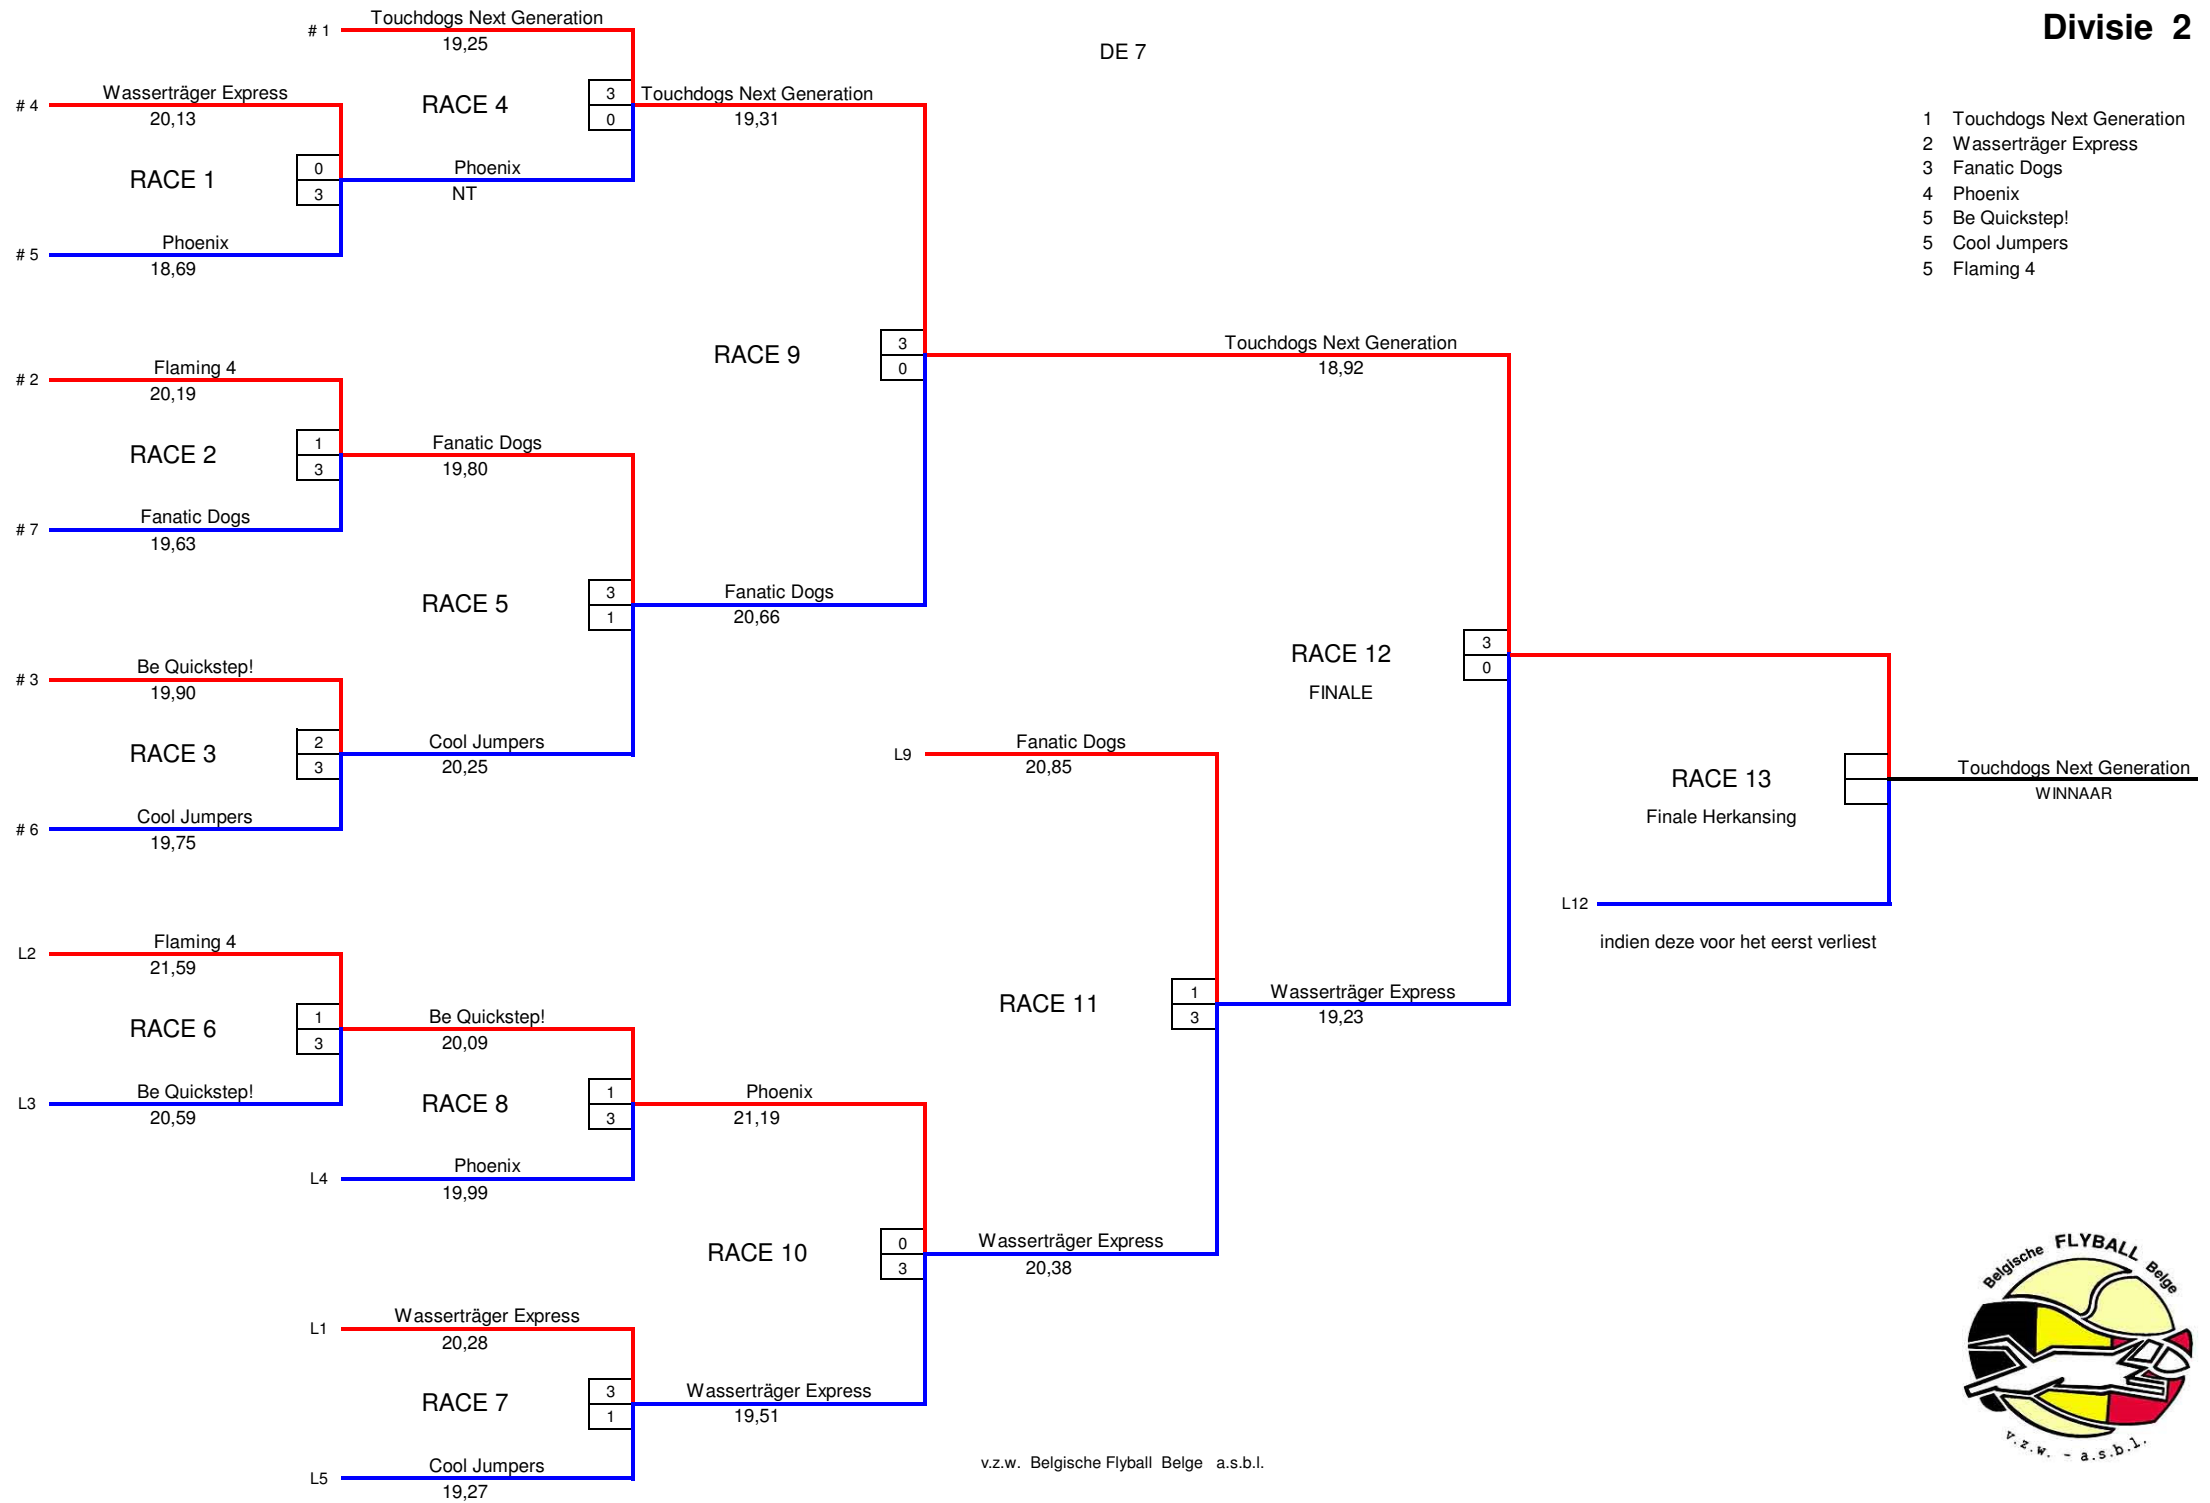 Divisie 2
DE 7
# 1
Touchdogs Next Generation
19,25
# 4
Wasserträger Express
20,13
RACE 4
3
0
Touchdogs Next Generation
19,31
RACE 1
0
3
Phoenix
NT
# 5
Phoenix
18,69
1 Touchdogs Next Generation
2 Wasserträger Express
3 Fanatic Dogs
4 Phoenix
5 Be Quickstep!
5 Cool Jumpers
5 Flaming 4
RACE 9
3
0
Touchdogs Next Generation
18,92
# 2
Flaming 4
20,19
RACE 2
1
3
Fanatic Dogs
19,80
# 7
Fanatic Dogs
19,63
RACE 5
3
1
Fanatic Dogs
20,66
# 3
Be Quickstep!
19,90
RACE 3
2
3
Cool Jumpers
20,25
# 6
Cool Jumpers
19,75
RACE 12
FINALE
3
0
L9
Fanatic Dogs
20,85
RACE 13
Finale Herkansing
Touchdogs Next Generation
WINNAAR
L12
indien deze voor het eerst verliest
L2
Flaming 4
21,59
RACE 6
1
3
Be Quickstep!
20,09
L3
Be Quickstep!
20,59
RACE 8
1
3
Phoenix
21,19
L4
Phoenix
19,99
RACE 11
1
3
Wasserträger Express
19,23
RACE 10
0
3
Wasserträger Express
20,38
L1
Wasserträger Express
20,28
RACE 7
3
1
Wasserträger Express
19,51
L5
Cool Jumpers
19,27
v.z.w. Belgische Flyball Belge a.s.b.l.
Belgische FLYBALL Belge
v.z.w. - a.s.b.l.